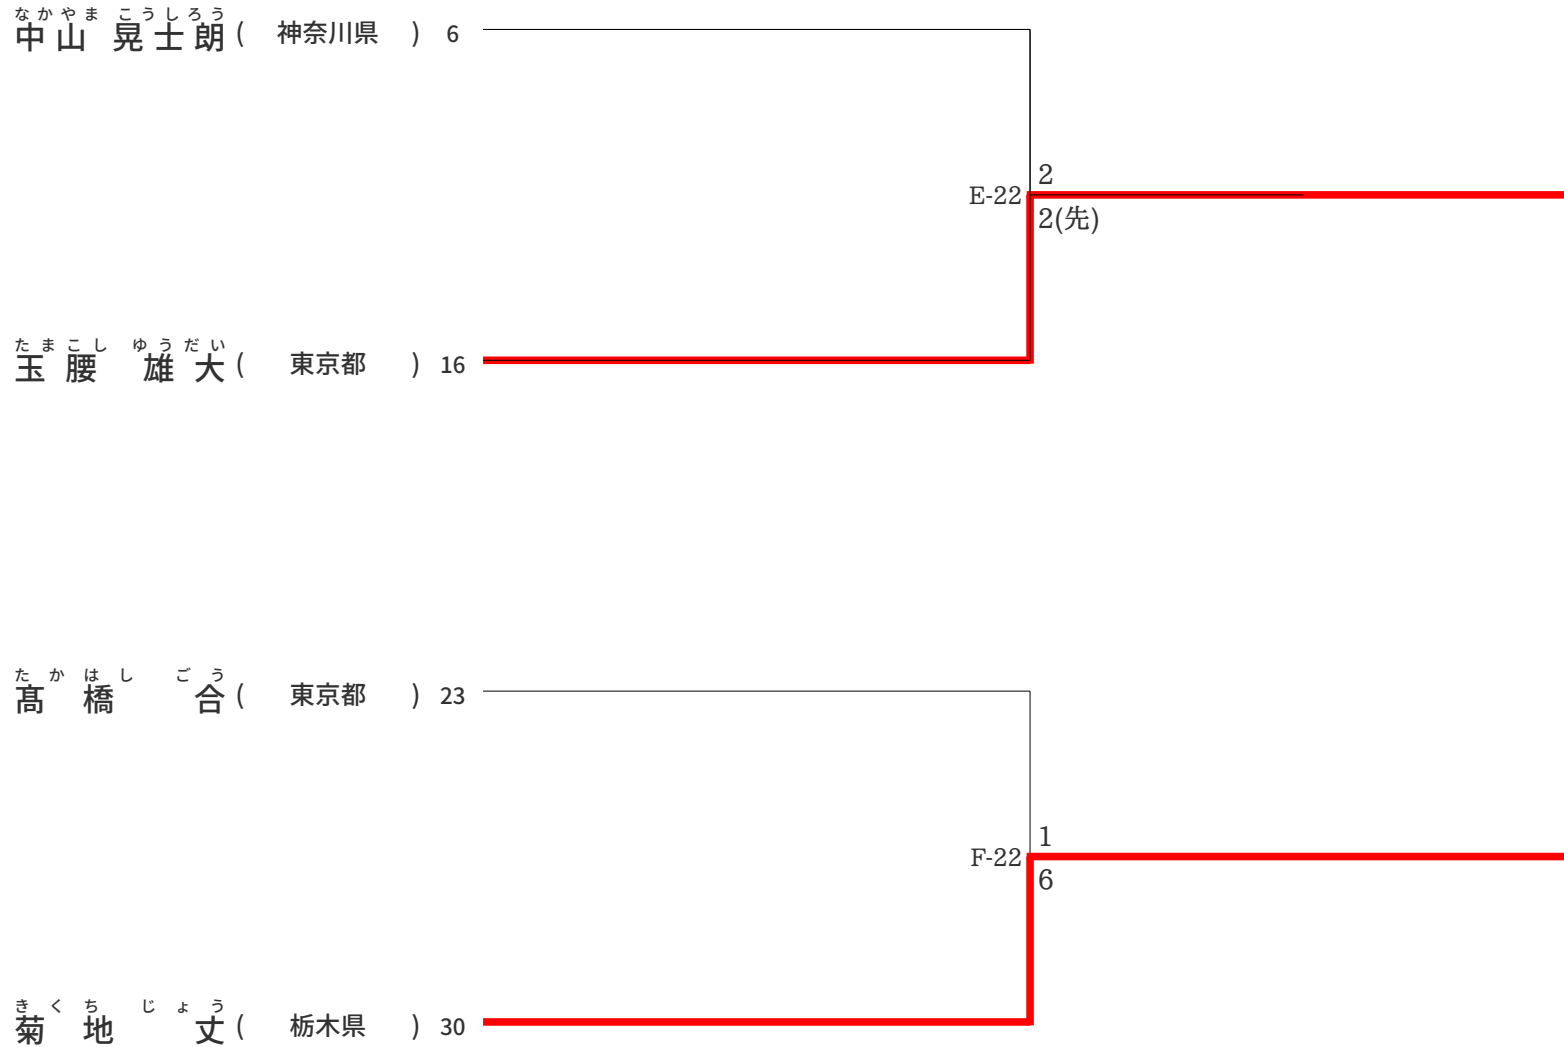 なかやま こうしろう
中山 晃士朗 ( 神奈川県 ) 6
2
E-22
2(先)
たまこし ゆうだい
玉腰 雄大 ( 東京都 ) 16
たかはし ごう
髙橋 合 ( 東京都 ) 23
1
F-22
6
きくち じょう
菊地 丈 ( 栃木県 ) 30